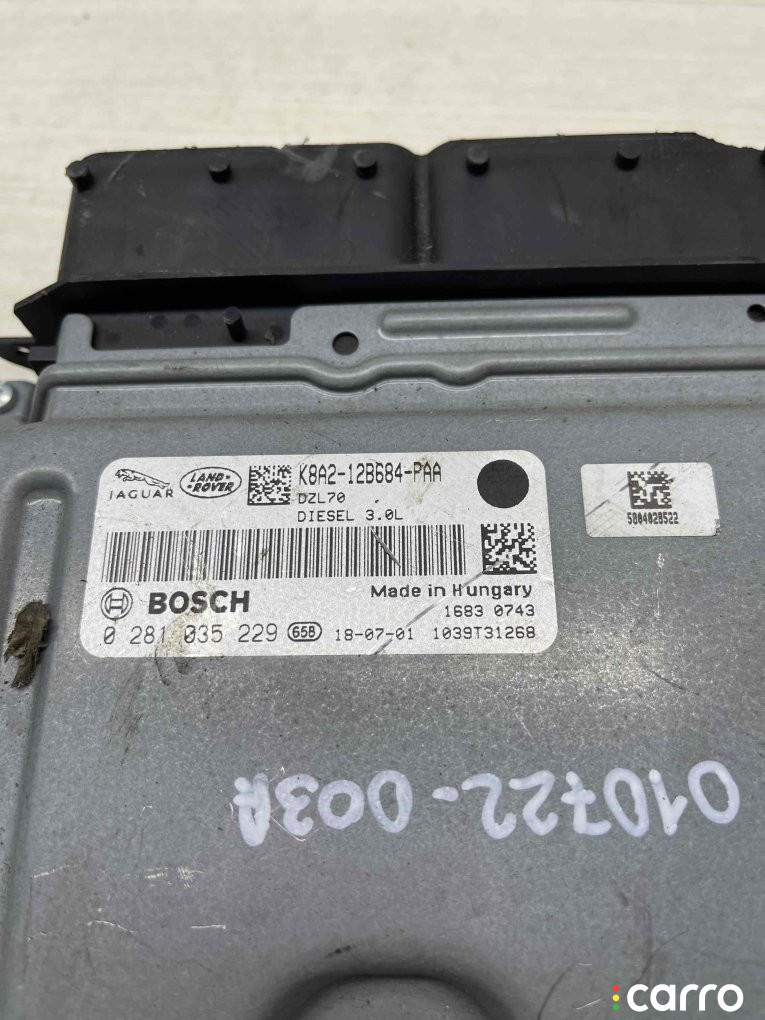 JAGUAR
LAND-
ROVER
K8A2-12B684-PAA
DZL70
DIESEL 3.0L
Made in Hungary
1683 0743
BOSCH
0 281 035 229 65B 18-07-01 1039T31268
5804028522
010722-003A
carro